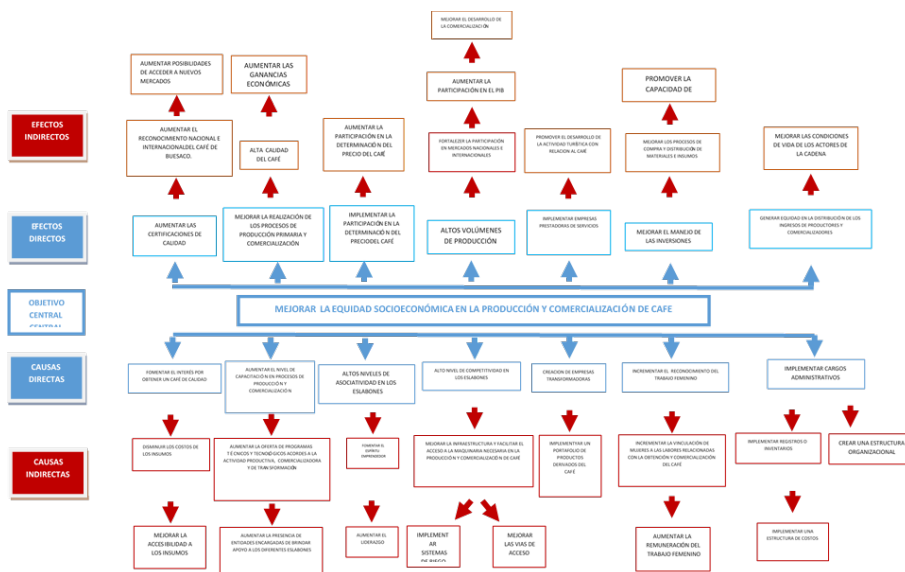 MEJORAR EL DESARROLLO DE
LA COMERCIALIZACIÓN
AUMENTAR POSIBILIDADES
DE ACCEDER A NUEVOS
MERCADOS
AUMENTAR LAS
GANANCIAS
ECONÓMICAS
AUMENTAR LA
PARTICIPACIÓN EN EL PIB
PROMOVER LA
CAPACIDAD DE
EFECTOS
INDIRECTOS
AUMENTAR EL
RECONOCIMIENTO NACIONAL E
INTERNACIONALDEL CAFÉ DE
BUESACO.
ALTA CALIDAD
DEL CAFÉ
AUMENTAR LA
PARTICIPACIÓN EN LA
DETERMINACIÓN DEL
PRECIO DEL CAFÉ
FORTALECER LA PARTICIPACIÓN
EN MERCADOS NACIONALES E
INTERNACIONALES
PROMOVER EL DESARROLLO DE
LA ACTIVIDAD TURÍSTICA CON
RELACION AL CAFÉ
MEJORAR LOS PROCESOS DE
COMPRA Y DISTRIBUCIÓN DE
MATERIALES E INSUMOS
MEJORAR LAS CONDICIONES
DE VIDA DE LOS ACTORES DE
LA CADENA
EFECTOS
DIRECTOS
AUMENTAR LAS
CERTIFICACIONES DE
CALIDAD
MEJORAR LA REALIZACIÓN DE
LOS PROCESOS DE
PRODUCCIÓN PRIMARIA Y
COMERCIALIZACIÓN
IMPLEMENTAR LA
PARTICIPACIÓN EN LA
DETERMINACIÓN DEL
PRECIODEL CAFÉ
ALTOS VOLÚMENES
DE PRODUCCIÓN
IMPLEMENTAR EMPRESAS
PRESTADORAS DE SERVICIOS
MEJORAR EL MANEJO DE
LAS INVERSIONES
GENERAR EQUIDAD EN LA DISTRIBUCIÓN DE LOS
INGRESOS DE PRODUCTORES Y
COMERCIALIZADORES
OBJETIVO
CENTRAL
CENTRAL
MEJORAR LA EQUIDAD SOCIOECONÓMICA EN LA PRODUCCIÓN Y COMERCIALIZACIÓN DE CAFE
CAUSAS
DIRECTAS
FOMENTAR EL INTERÉS POR
OBTENER UN CAFÉ DE CALIDAD
AUMENTAR EL NIVEL DE
CAPACITACIÓN EN PROCESOS DE
PRODUCCIÓN Y
COMERCIALIZACIÓN
ALTOS NIVELES DE
ASOCIATIVIDAD EN LOS
ESLABONES
ALTO NIVEL DE COMPETITIVIDAD EN
LOS ESLABONES
CREACIÓN DE EMPRESAS
TRANSFORMADORAS
INCREMENTAR EL RECONOCIMIENTO DEL
TRABAJO FEMENINO
IMPLEMENTAR CARGOS
ADMINISTRATIVOS
CAUSAS
INDIRECTAS
DISMINUIR LOS COSTOS DE
LOS INSUMOS
AUMENTAR LA OFERTA DE PROGRAMAS
TÉCNICOS Y TECNOLÓGICOS ACORDES A LA
ACTIVIDAD PRODUCTIVA, COMERCIALIZADORA
Y DE TRANSFORMACIÓN
FOMENTAR EL
ESPÍRITU
EMPRENDEDOR
MEJORAR LA INFRAESTRUCTURA Y FACILITAR EL
ACCESO A LA MAQUINARIA NECESARIA EN LA
PRODUCCIÓN Y COMERCIALIZACIÓN DE CAFÉ
UN
PORTAFOLIO DE
PRODUCTOS
DERIVADOS DEL
CAFÉ
INCREMENTAR LA VINCULACIÓN DE
MUJERES A LAS LABORES RELACIONADAS
CON LA OBTENCIÓN Y COMERCIALIZACIÓN
DEL CAFÉ
IMPLEMENTAR REGISTROS O
INVENTARIOS
CREAR UNA ESTRUCTURA
ORGANIZACIONAL
MEJORAR LA
ACCESIBILIDAD A
LOS INSUMOS
AUMENTAR LA PRESENCIA DE
ENTIDADES ENCARGADAS DE BRINDAR
APOYO A LOS DIFERENTES ESLABONES
AUMENTAR EL
LIDERAZGO
IMPLEMENT
AR
SISTEMAS
DE RIEGO
MEJORAR
LAS VIAS DE
ACCESO
AUMENTAR LA
REMUNERACIÓN DEL
TRABAJO FEMENINO
IMPLEMENTAR UNA
ESTRUCTURA DE COSTOS